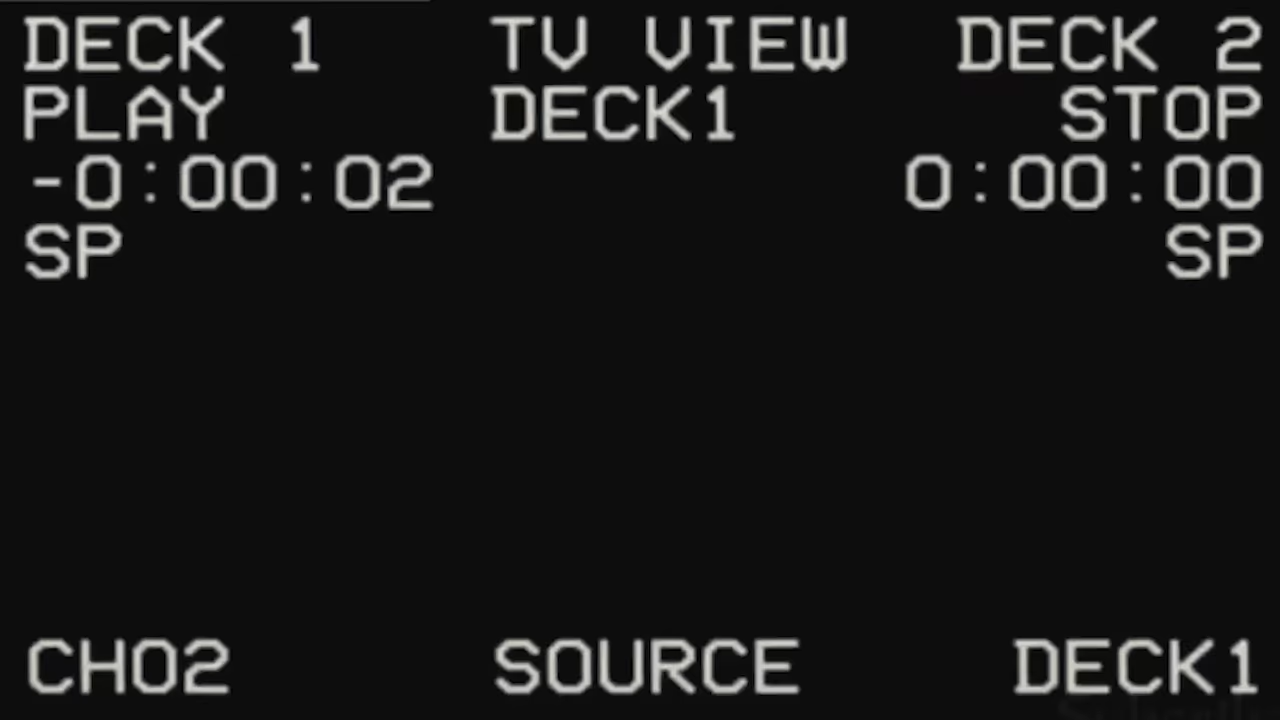 DECK 1 TV VIEW DECK 2
PLAY DECK1 STOP
-0:00:02 0:00:00
SP SP
CH02 SOURCE DECK1